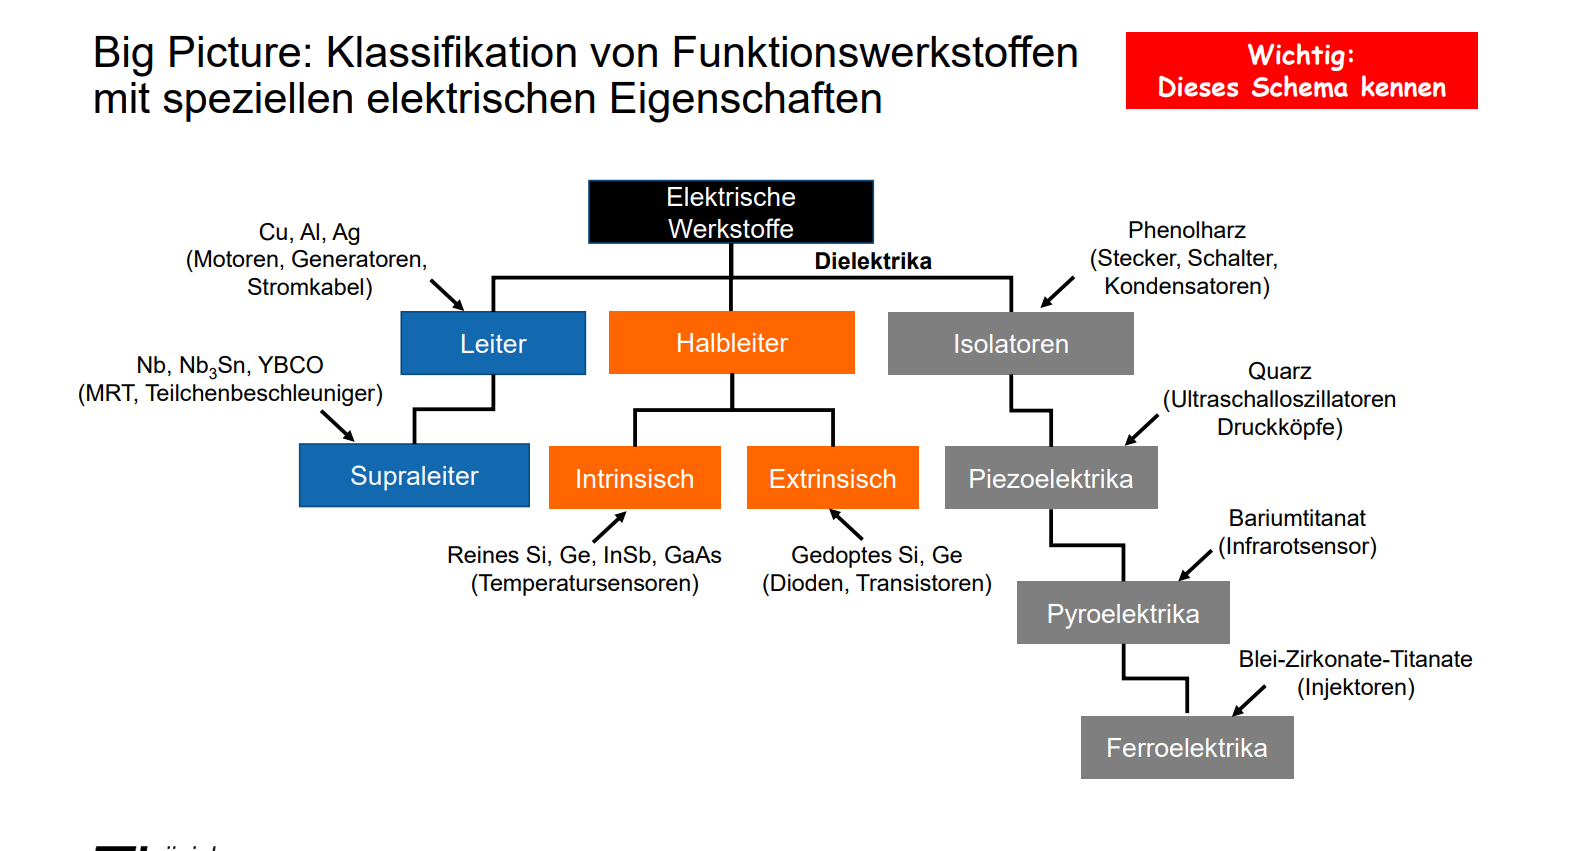 Big Picture: Klassifikation von Funktionswerkstoffen
mit speziellen elektrischen Eigenschaften
Wichtig:
Dieses Schema kennen
Elektrische
Werkstoffe
Dielektrika
Cu, Al, Ag
(Motoren, Generatoren,
Stromkabel)
Phenolharz
(Stecker, Schalter,
Kondensatoren)
Leiter
Halbleiter
Isolatoren
Nb, Nb₃Sn, YBCO
(MRT, Teilchenbeschleuniger)
Quarz
(Ultraschalloszillatoren
Druckköpfe)
Supraleiter
Intrinsisch
Extrinsisch
Piezoelektrika
Reines Si, Ge, InSb, GaAs
(Temperatursensoren)
Gedoptes Si, Ge
(Dioden, Transistoren)
Bariumtitanat
(Infrarotsensor)
Pyroelektrika
Blei-Zirkonate-Titanate
(Injektoren)
Ferroelektrika